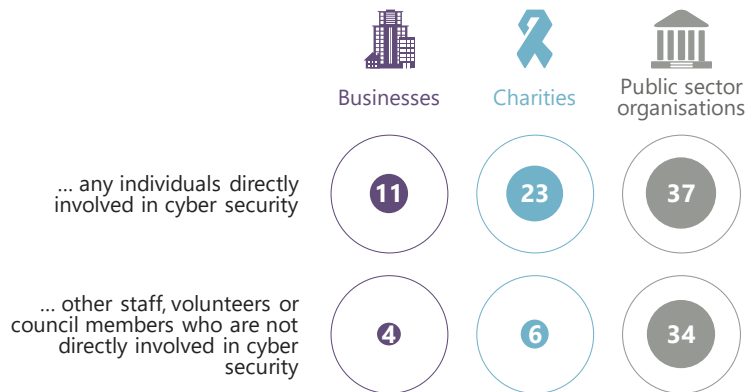 Businesses
Charities
Public sector
organisations
... any individuals directly
involved in cyber security
11
23
37
... other staff, volunteers or
council members who are not
directly involved in cyber
security
4
6
34